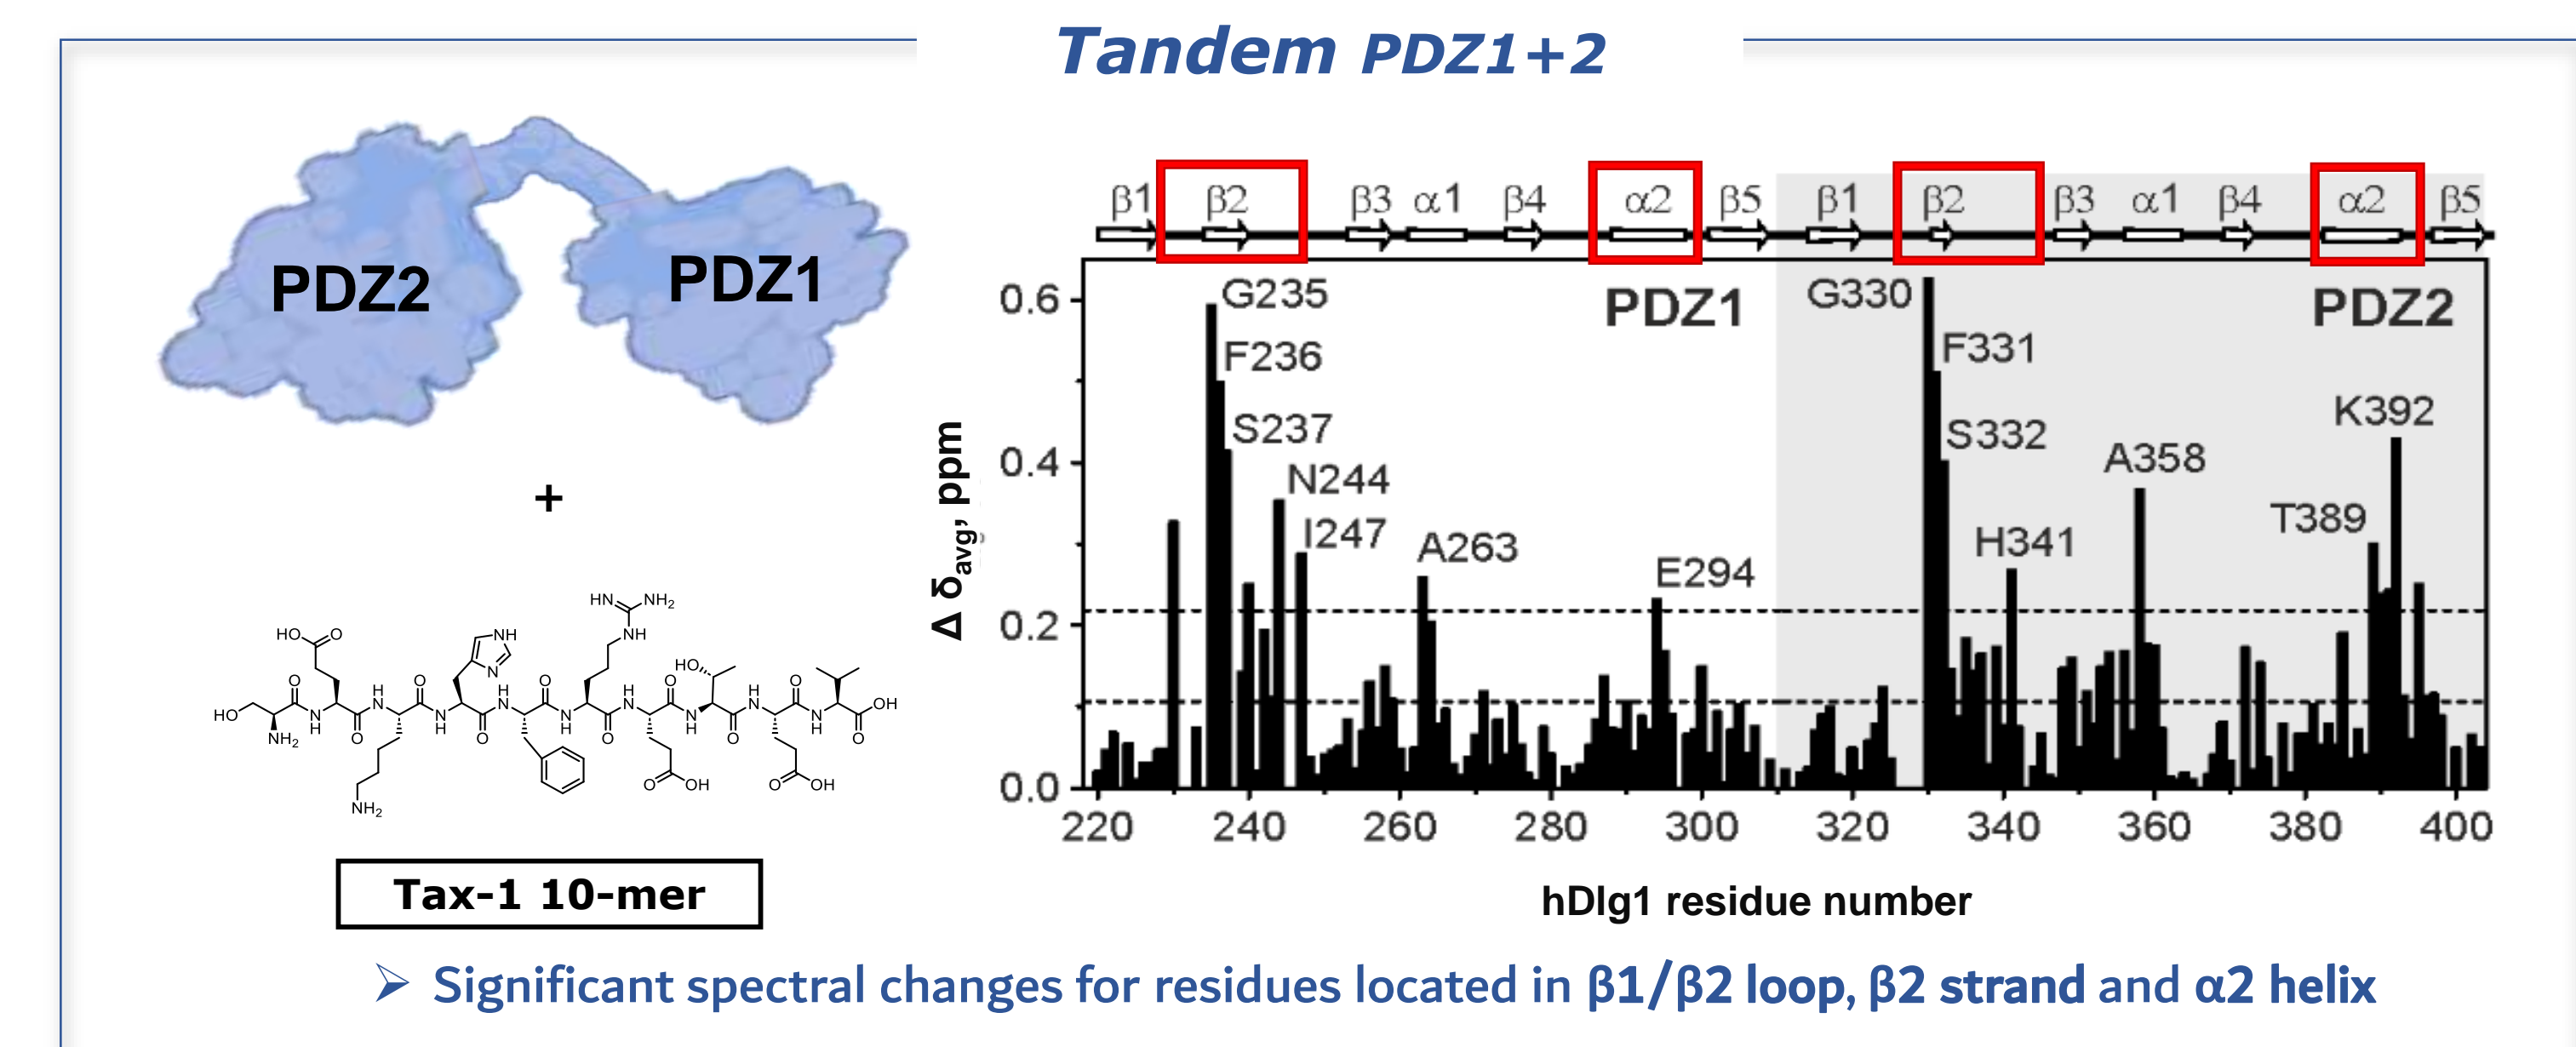 Tandem PDZ1+2
PDZ2
PDZ1
+
HN NH2
NH
HO O
NH
N
HO
O H O H O H O H O
HO N N N N N N N N N OH
NH2 H O H O H O H O H O
O OH O OH
NH2
Tax-1 10-mer
β1 β2 β3 α1 β4 α2 β5 β1 β2 β3 α1 β4 α2 β5
PDZ1
PDZ2
G235
F236
S237
N244
I247
A263
E294
G330
F331
S332
H341
A358
T389
K392
Δ δavg, ppm
0.6
0.4
0.2
0.0
220 240 260 280 300 320 340 360 380 400
hDlg1 residue number
➢ Significant spectral changes for residues located in β1/β2 loop, β2 strand and α2 helix